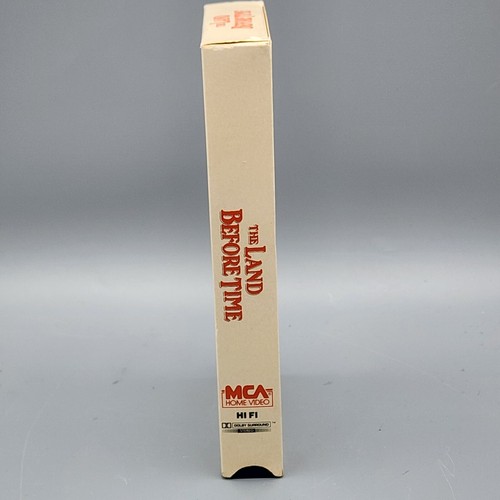 THE LAND
BEFORE TIME
MCA
HOME VIDEO
HI FI
DOLBY SURROUND